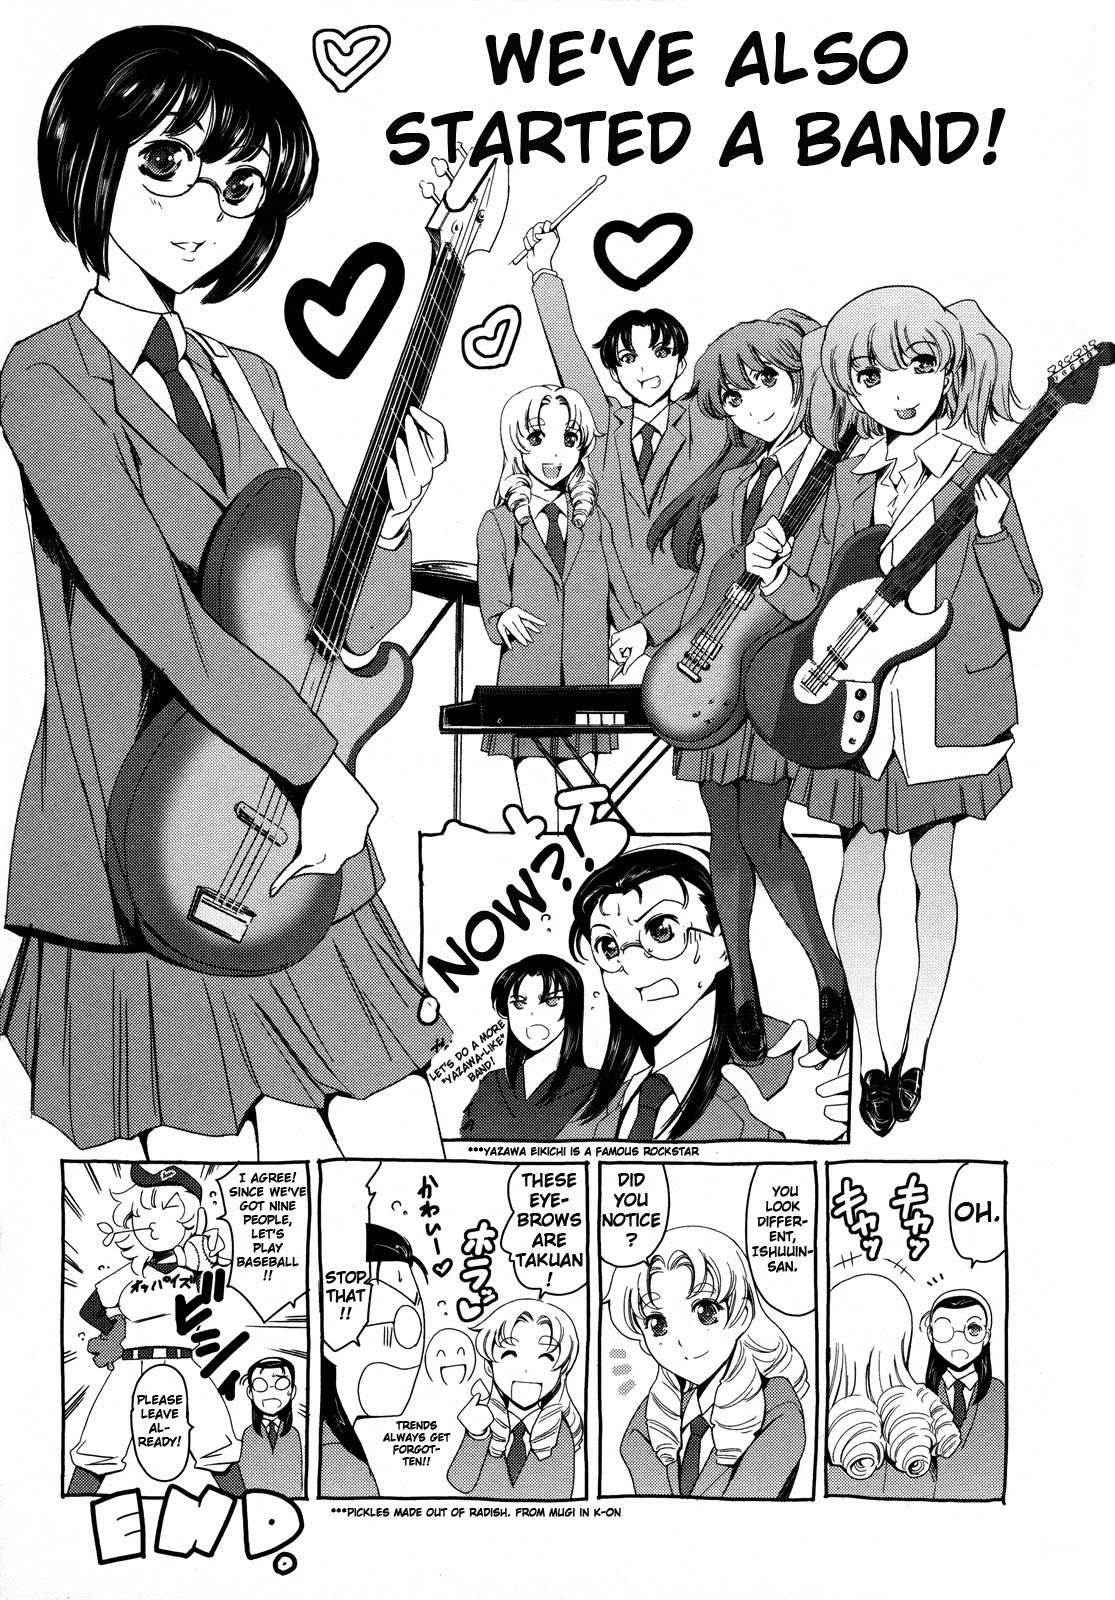 WE'VE ALSO
STARTED A BAND!
NOW?!
LET'S DO A MORE
"YAZAWA-LIKE"
BAND!
***YAZAWA EIKICHI IS A FAMOUS ROCKSTAR
OH.
キャッ
キャッ
YOU
LOOK
DIFFER-
ENT,
ISHUUIN-
SAN.
DID
YOU
NOTICE
?
THESE
EYE-
BROWS
ARE
TAKUAN
!
ホラっ
かわいー
STOP
THAT!!
TRENDS
ALWAYS GET
FORGOT-
TEN!!
***PICKLES MADE OUT OF RADISH. FROM MUGI IN K-ON
I AGREE!
SINCE WE'VE
GOT NINE
PEOPLE,
LET'S
PLAY
BASEBALL
!!
オッパイズ
ビシィ
PLEASE
LEAVE
AL-
READY!
END.